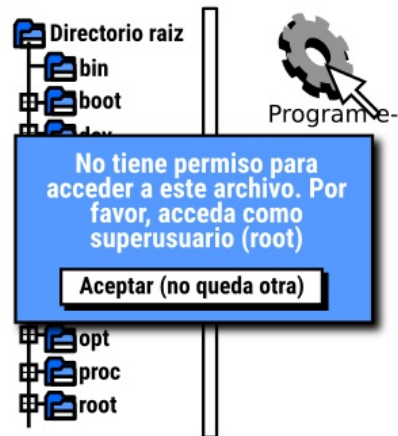 Directorio raiz
bin
boot
dev
Program e-
No tiene permiso para
acceder a este archivo. Por
favor, acceda como
superusuario (root)
Aceptar (no queda otra)
opt
proc
root